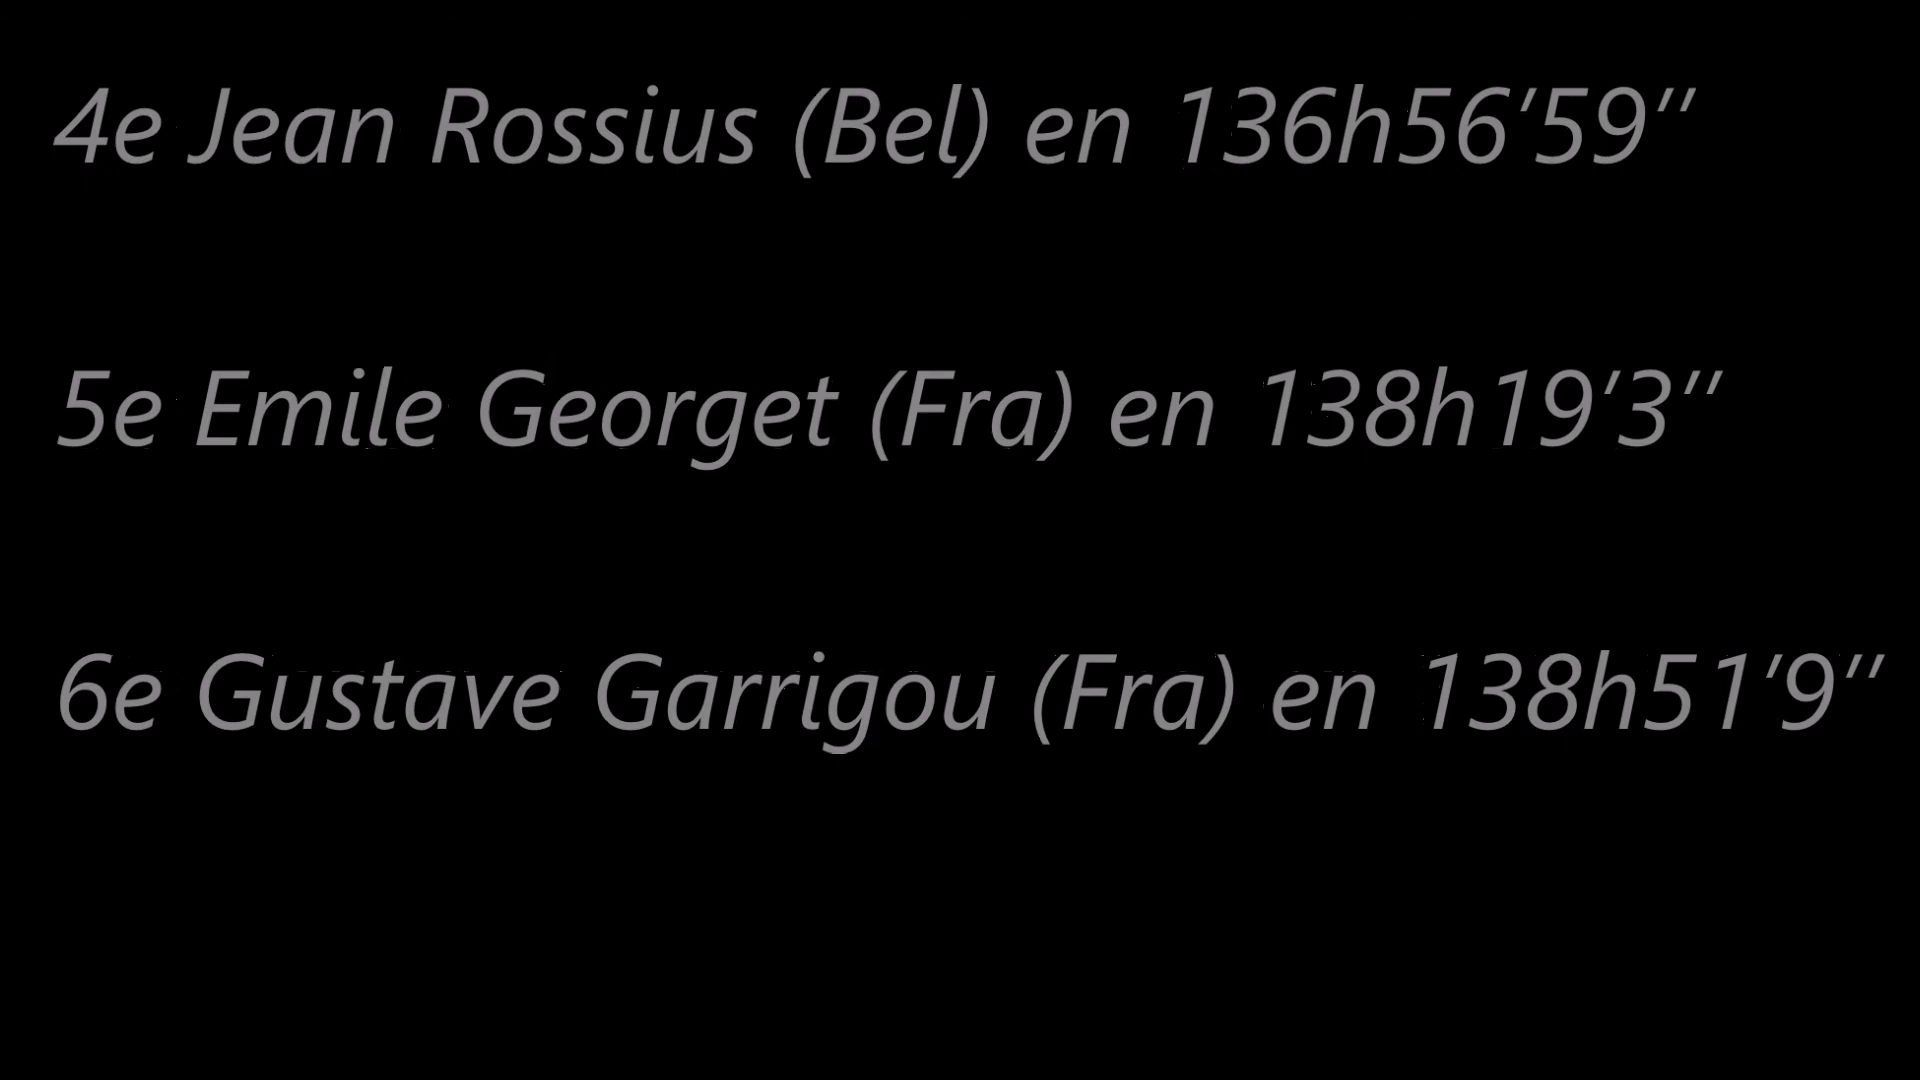 4e Jean Rossius (Bel) en 136h56’59’’
5e Emile Georget (Fra) en 138h19’3’’
6e Gustave Garrigou (Fra) en 138h51’9’’